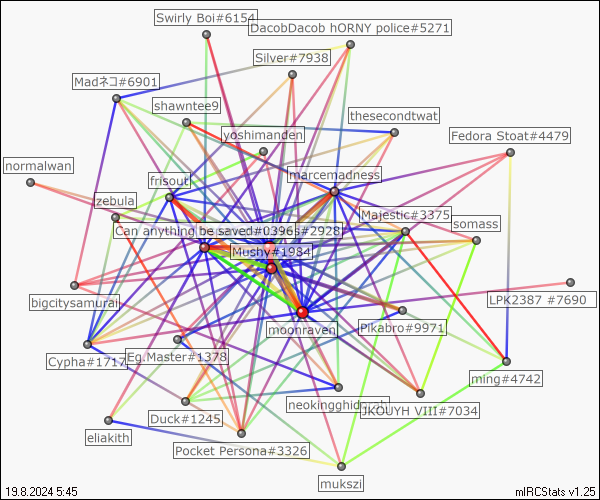 Swirly Boi#6154
DacobDacob hORNY police#5271
Silver#7938
Madネコ#6901
shawntee9
thesecondtwat
yoshimanden
Fedora Stoat#4479
normalwan
marcemadness
frisout
zebula
Majestic#3375
somass
Can anything be saved#0396
#2928
Mushy#1984
bigcitysamurai
LPK2387 #7690
moonraven
Pikabro#9971
Cypha#1717
Eg.Master#1378
ming#4742
neokingghidorah
JKOUYH VIII#7034
Duck#1245
eliakith
Pocket Persona#3326
mukszi
19.8.2024 5:45
mIRCStats v1.25